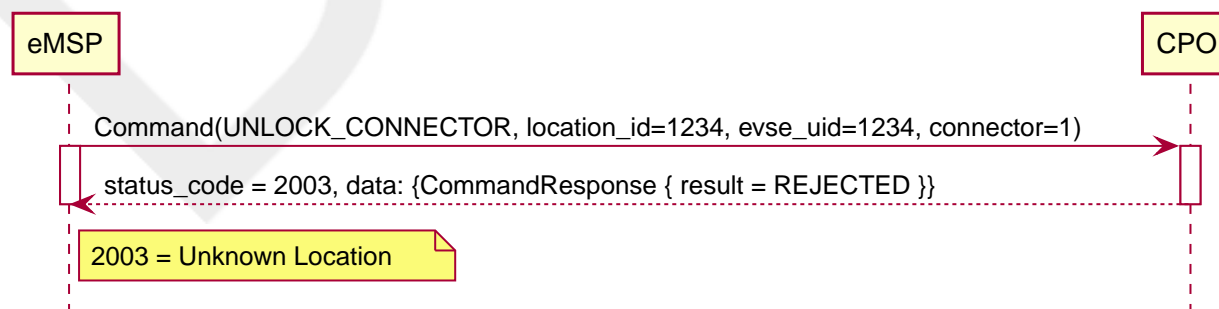 eMSP
CPO
Command(UNLOCK_CONNECTOR, location_id=1234, evse_uid=1234, connector=1)
status_code = 2003, data: {CommandResponse { result = REJECTED }}
2003 = Unknown Location